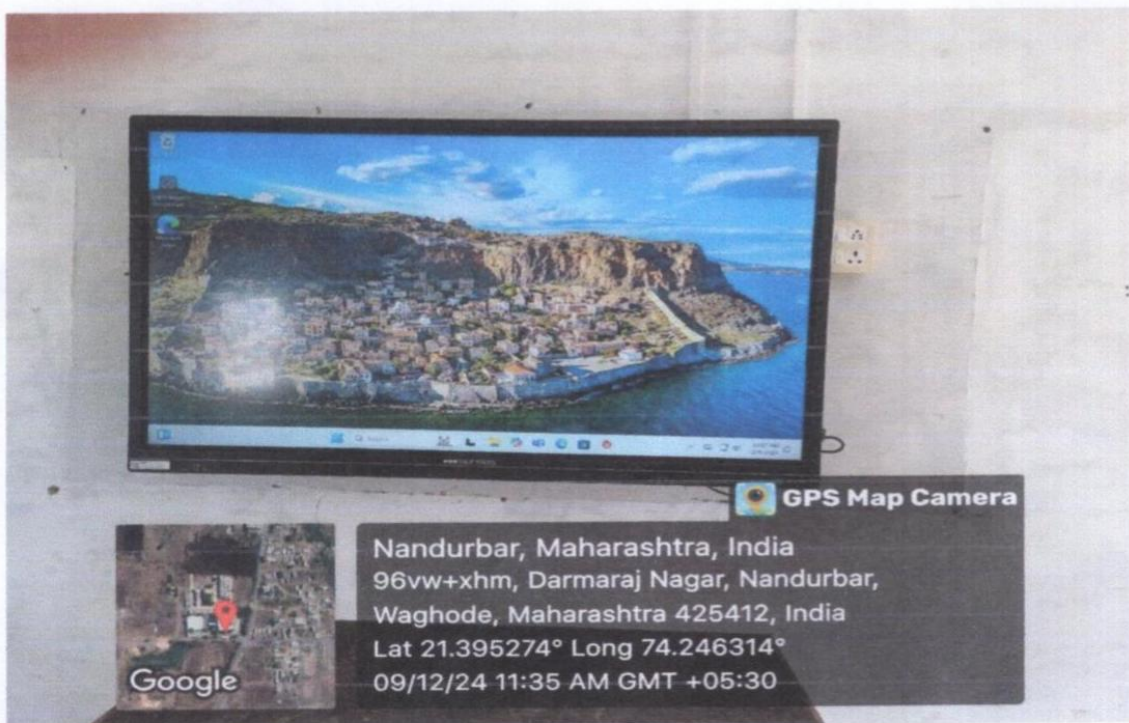 Search
GPS Map Camera
Nandurbar, Maharashtra, India
96vw+xhm, Darmaraj Nagar, Nandurbar,
Waghode, Maharashtra 425412, India
Lat 21.395274° Long 74.246314°
09/12/24 11:35 AM GMT +05:30
Google